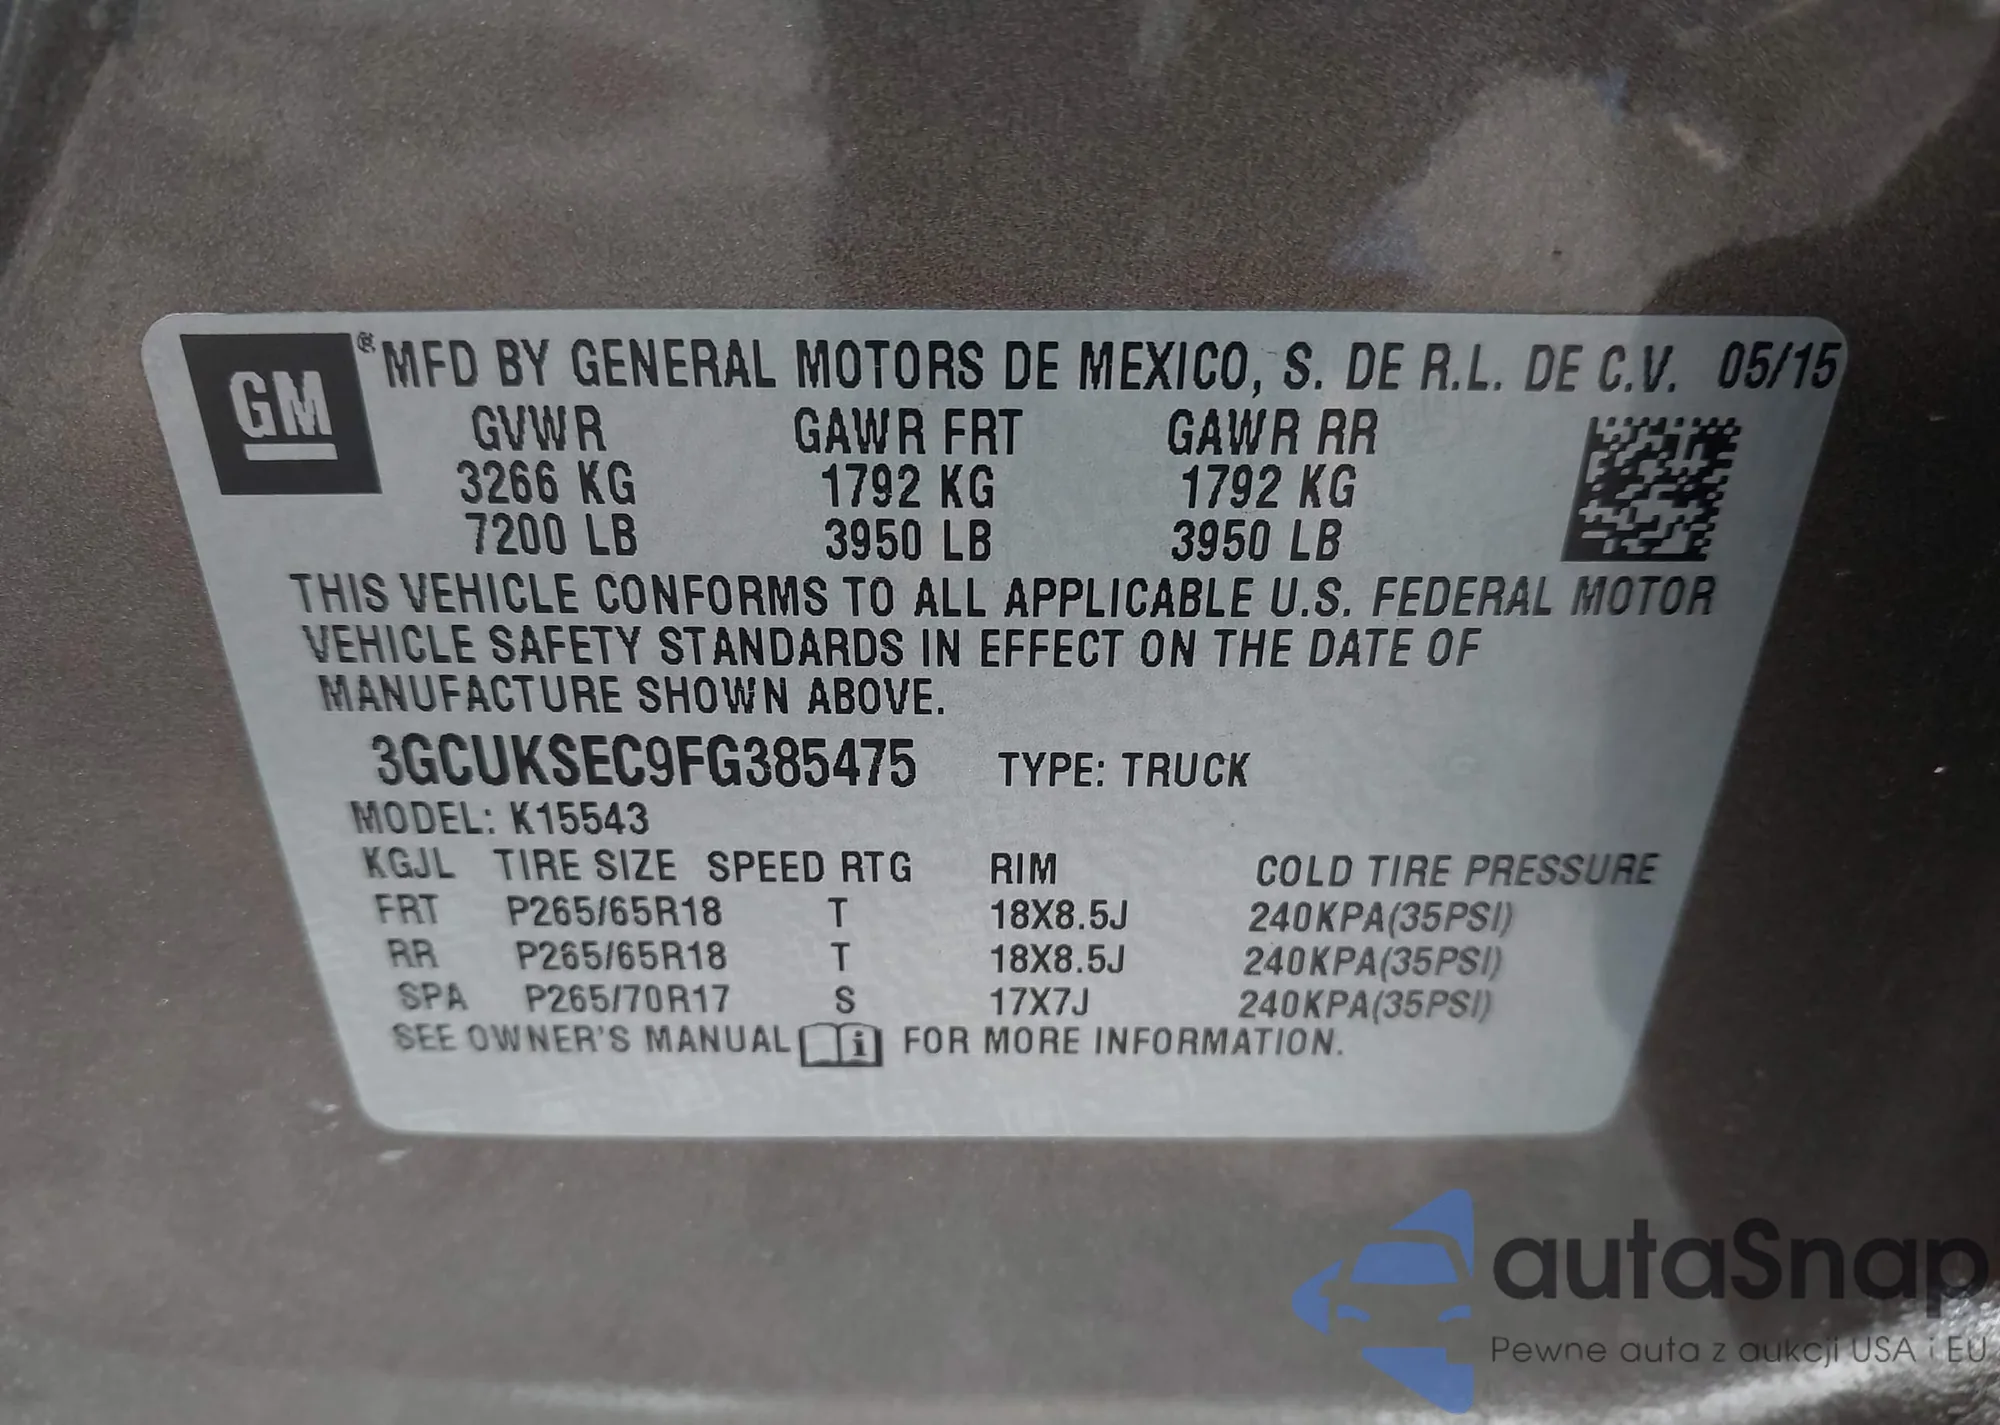 GM
® MFD BY GENERAL MOTORS DE MEXICO, S. DE R.L. DE C.V. 05/15
GVWR GAWR FRT GAWR RR
3266 KG 1792 KG 1792 KG
7200 LB 3950 LB 3950 LB
THIS VEHICLE CONFORMS TO ALL APPLICABLE U.S. FEDERAL MOTOR
VEHICLE SAFETY STANDARDS IN EFFECT ON THE DATE OF
MANUFACTURE SHOWN ABOVE.
3GCUKSEC9FG385475 TYPE: TRUCK
MODEL: K15543
KGJL TIRE SIZE SPEED RTG RIM COLD TIRE PRESSURE
FRT P265/65R18 T 18X8.5J 240KPA(35PSI)
RR P265/65R18 T 18X8.5J 240KPA(35PSI)
SPA P265/70R17 S 17X7J 240KPA(35PSI)
SEE OWNER'S MANUAL i FOR MORE INFORMATION.
autaSnap
Pewne auta z aukcji USA i EU